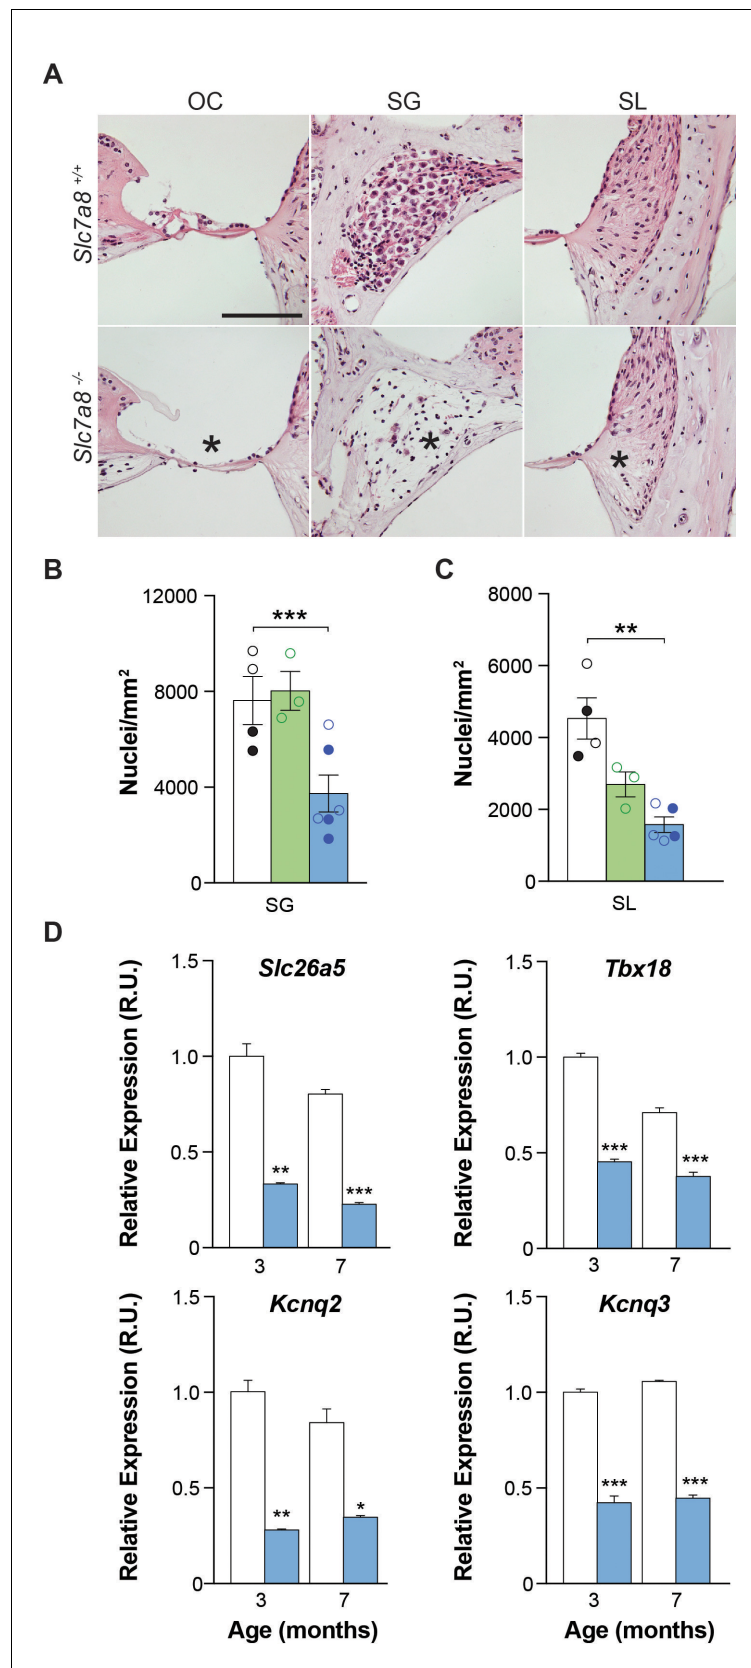 A
OC SG SL
Slc7a8 +/+
Slc7a8 -/-
*
*
*
B
Nuclei/mm²
12000
8000
4000
0
***
SG
C
Nuclei/mm²
8000
6000
4000
2000
0
**
SL
D
Slc26a5
Relative Expression (R.U.)
1.5
1.0
0.5
0
**
***
3 7
Tbx18
Relative Expression (R.U.)
1.5
1.0
0.5
0
***
***
3 7
Kcnq2
Relative Expression (R.U.)
1.5
1.0
0.5
0
**
*
3 7
Age (months)
Kcnq3
Relative Expression (R.U.)
1.5
1.0
0.5
0
***
***
3 7
Age (months)